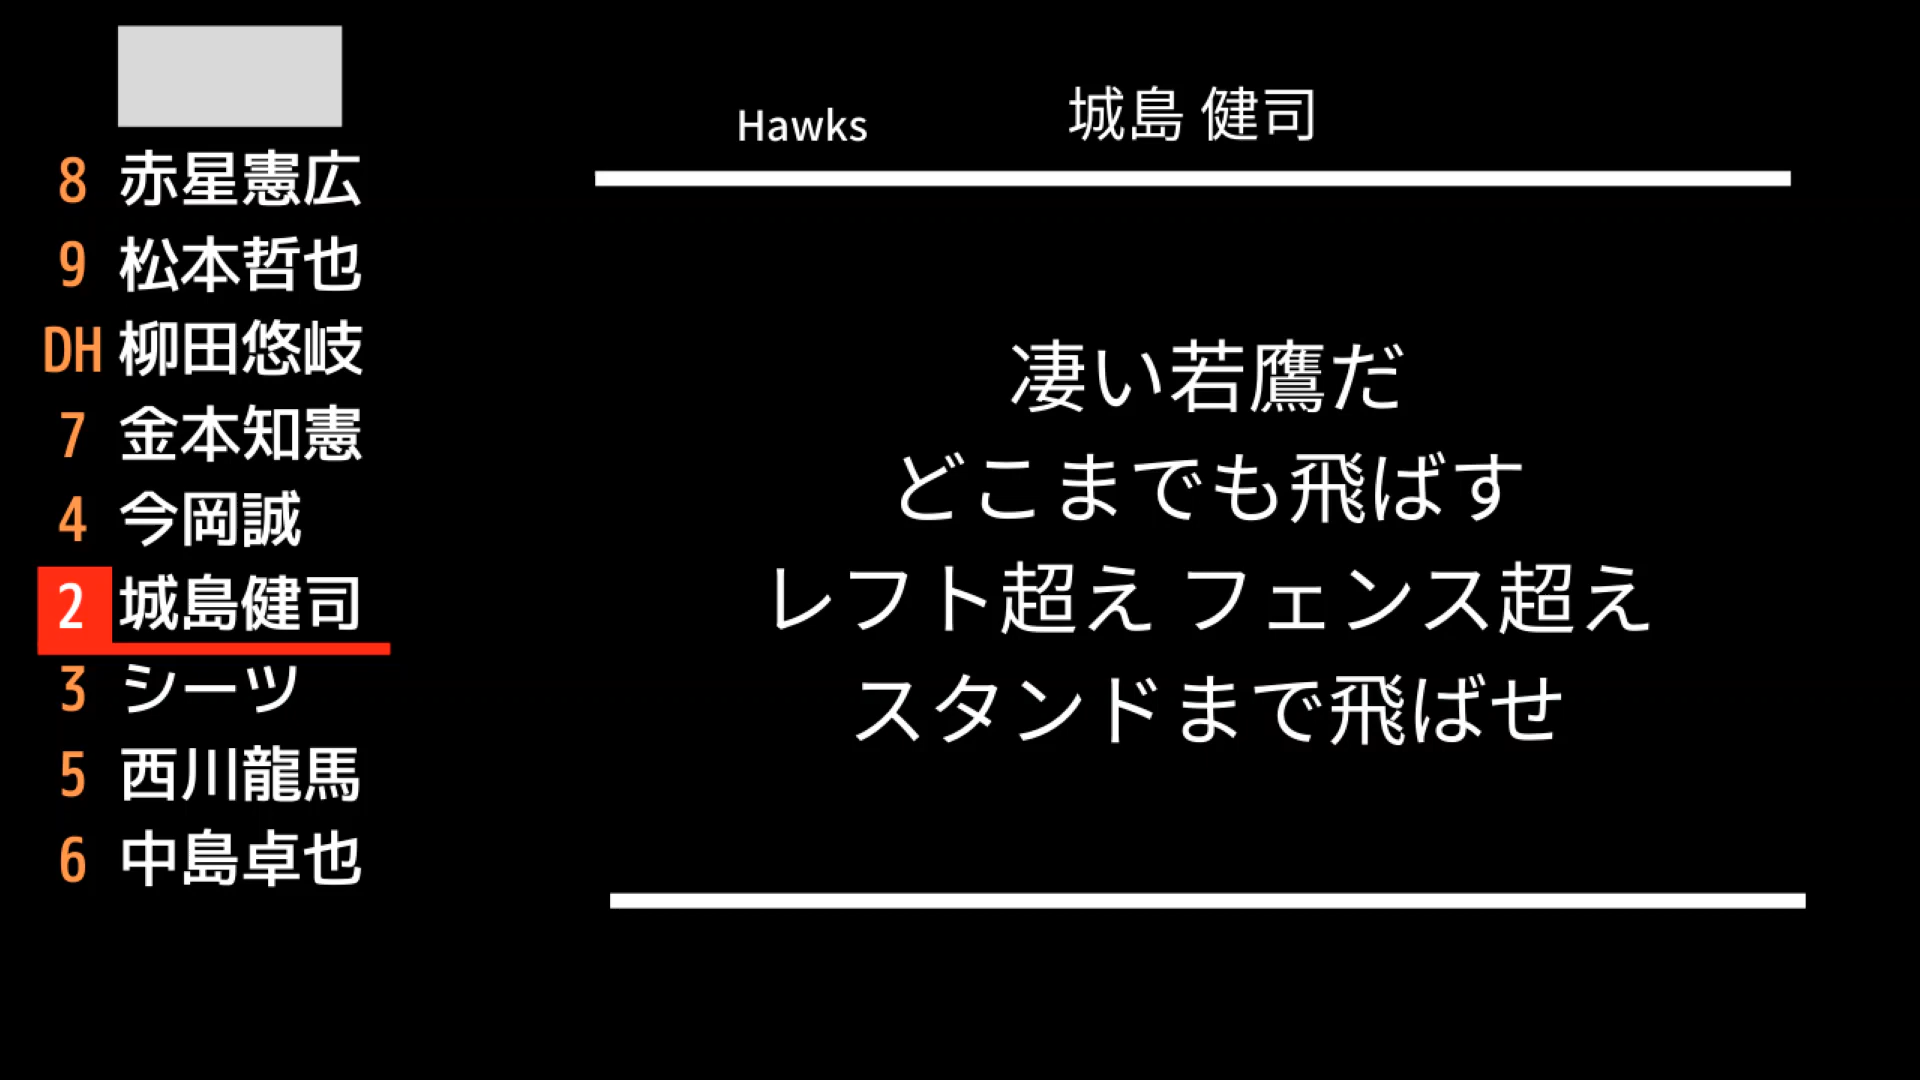 8 赤星憲広
9 松本哲也
DH 柳田悠岐
7 金本知憲
4 今岡誠
2 城島健司
3 シーツ
5 西川龍馬
6 中島卓也
Hawks 城島 健司
凄い若鷹だ
どこまでも飛ばす
レフト超え フェンス超え
スタンドまで飛ばせ